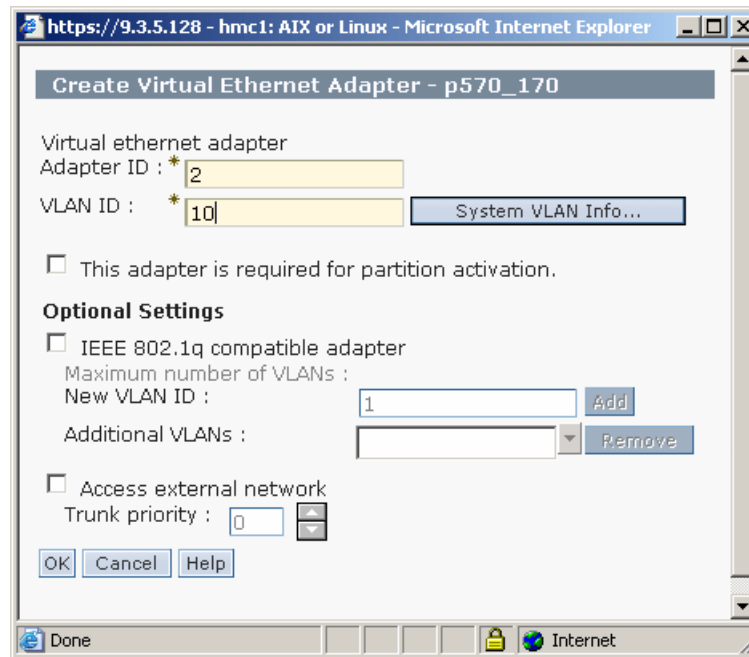 https://9.3.5.128 - hmc1: AIX or Linux - Microsoft Internet Explorer
Create Virtual Ethernet Adapter - p570_170
Virtual ethernet adapter
Adapter ID : * 2
VLAN ID : * 10 System VLAN Info...
This adapter is required for partition activation.
Optional Settings
IEEE 802.1q compatible adapter
Maximum number of VLANs :
New VLAN ID : 1 Add
Additional VLANs : Remove
Access external network
Trunk priority : 0
OK Cancel Help
Done Internet